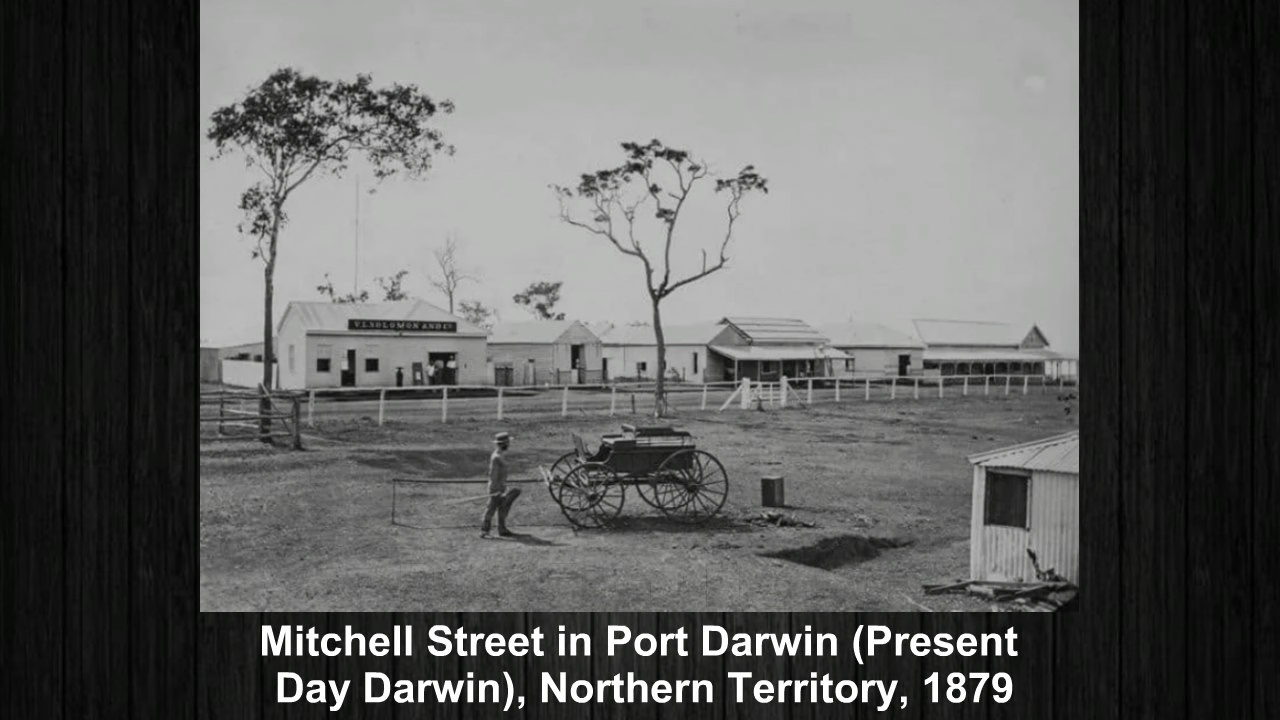 V.L.SOLOMON AND CO
Mitchell Street in Port Darwin (Present
Day Darwin), Northern Territory, 1879